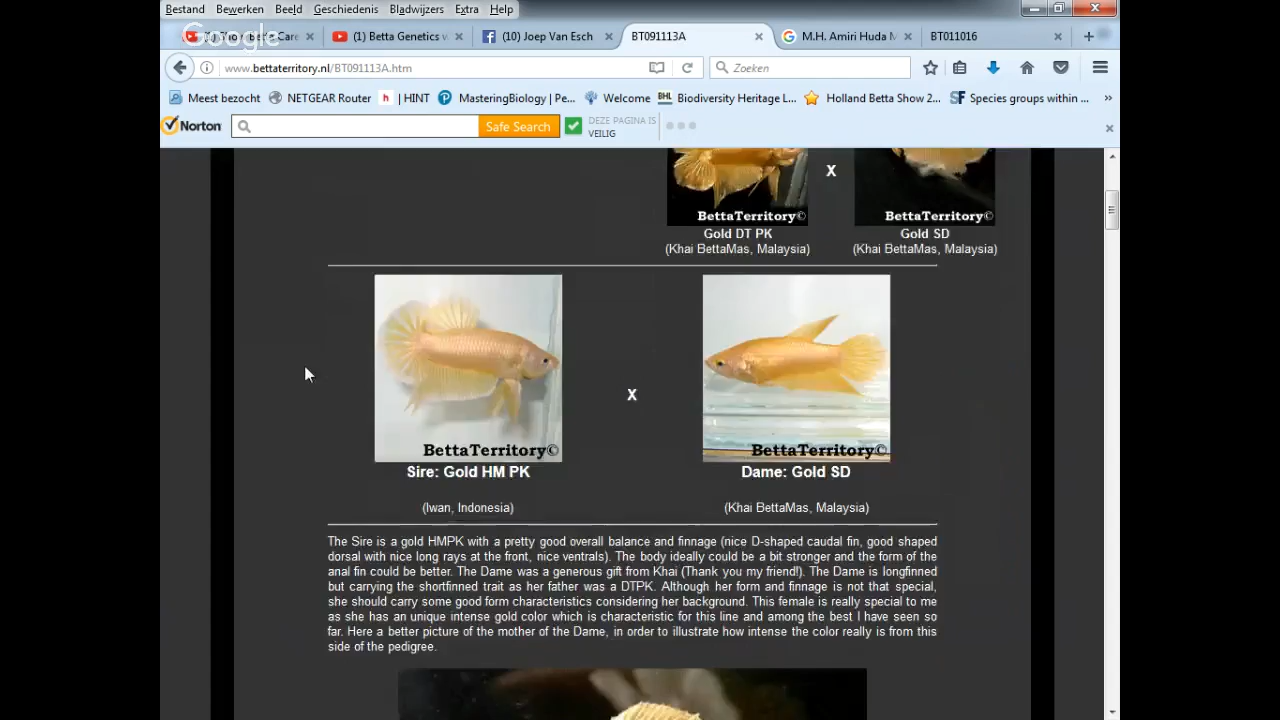 Bestand Bewerken Beeld Geschiedenis Bladwijzers Extra Help
Google
(1) Betta Genetics w (10) Joep Van Esch BT091113A M.H. Amiri Huda M BT011016
www.bettaterritory.nl/BT091113A.htm Zoeken
Meest bezocht NETGEAR Router | HINT MasteringBiology | Pe... Welcome BHL Biodiversity Heritage L... Holland Betta Show 2... SF Species groups within ...
Norton Safe Search DEZE PAGINA IS
VEILIG
X
BettaTerritory© BettaTerritory©
Gold DT PK Gold SD
(Khai BettaMas, Malaysia) (Khai BettaMas, Malaysia)
X
BettaTerritory© BettaTerritory©
Sire: Gold HM PK Dame: Gold SD
(Iwan, Indonesia) (Khai BettaMas, Malaysia)
The Sire is a gold HMPK with a pretty good overall balance and finnage (nice D-shaped caudal fin, good shaped
dorsal with nice long rays at the front, nice ventrals). The body ideally could be a bit stronger and the form of the
anal fin could be better. The Dame was a generous gift from Khai (Thank you my friend!). The Dame is longfinned
but carrying the shortfinned trait as her father was a DTPK. Although her form and finnage is not that special,
she should carry some good form characteristics considering her background. This female is really special to me
as she has an unique intense gold color which is characteristic for this line and among the best I have seen so
far. Here a better picture of the mother of the Dame, in order to illustrate how intense the color really is from this
side of the pedigree.